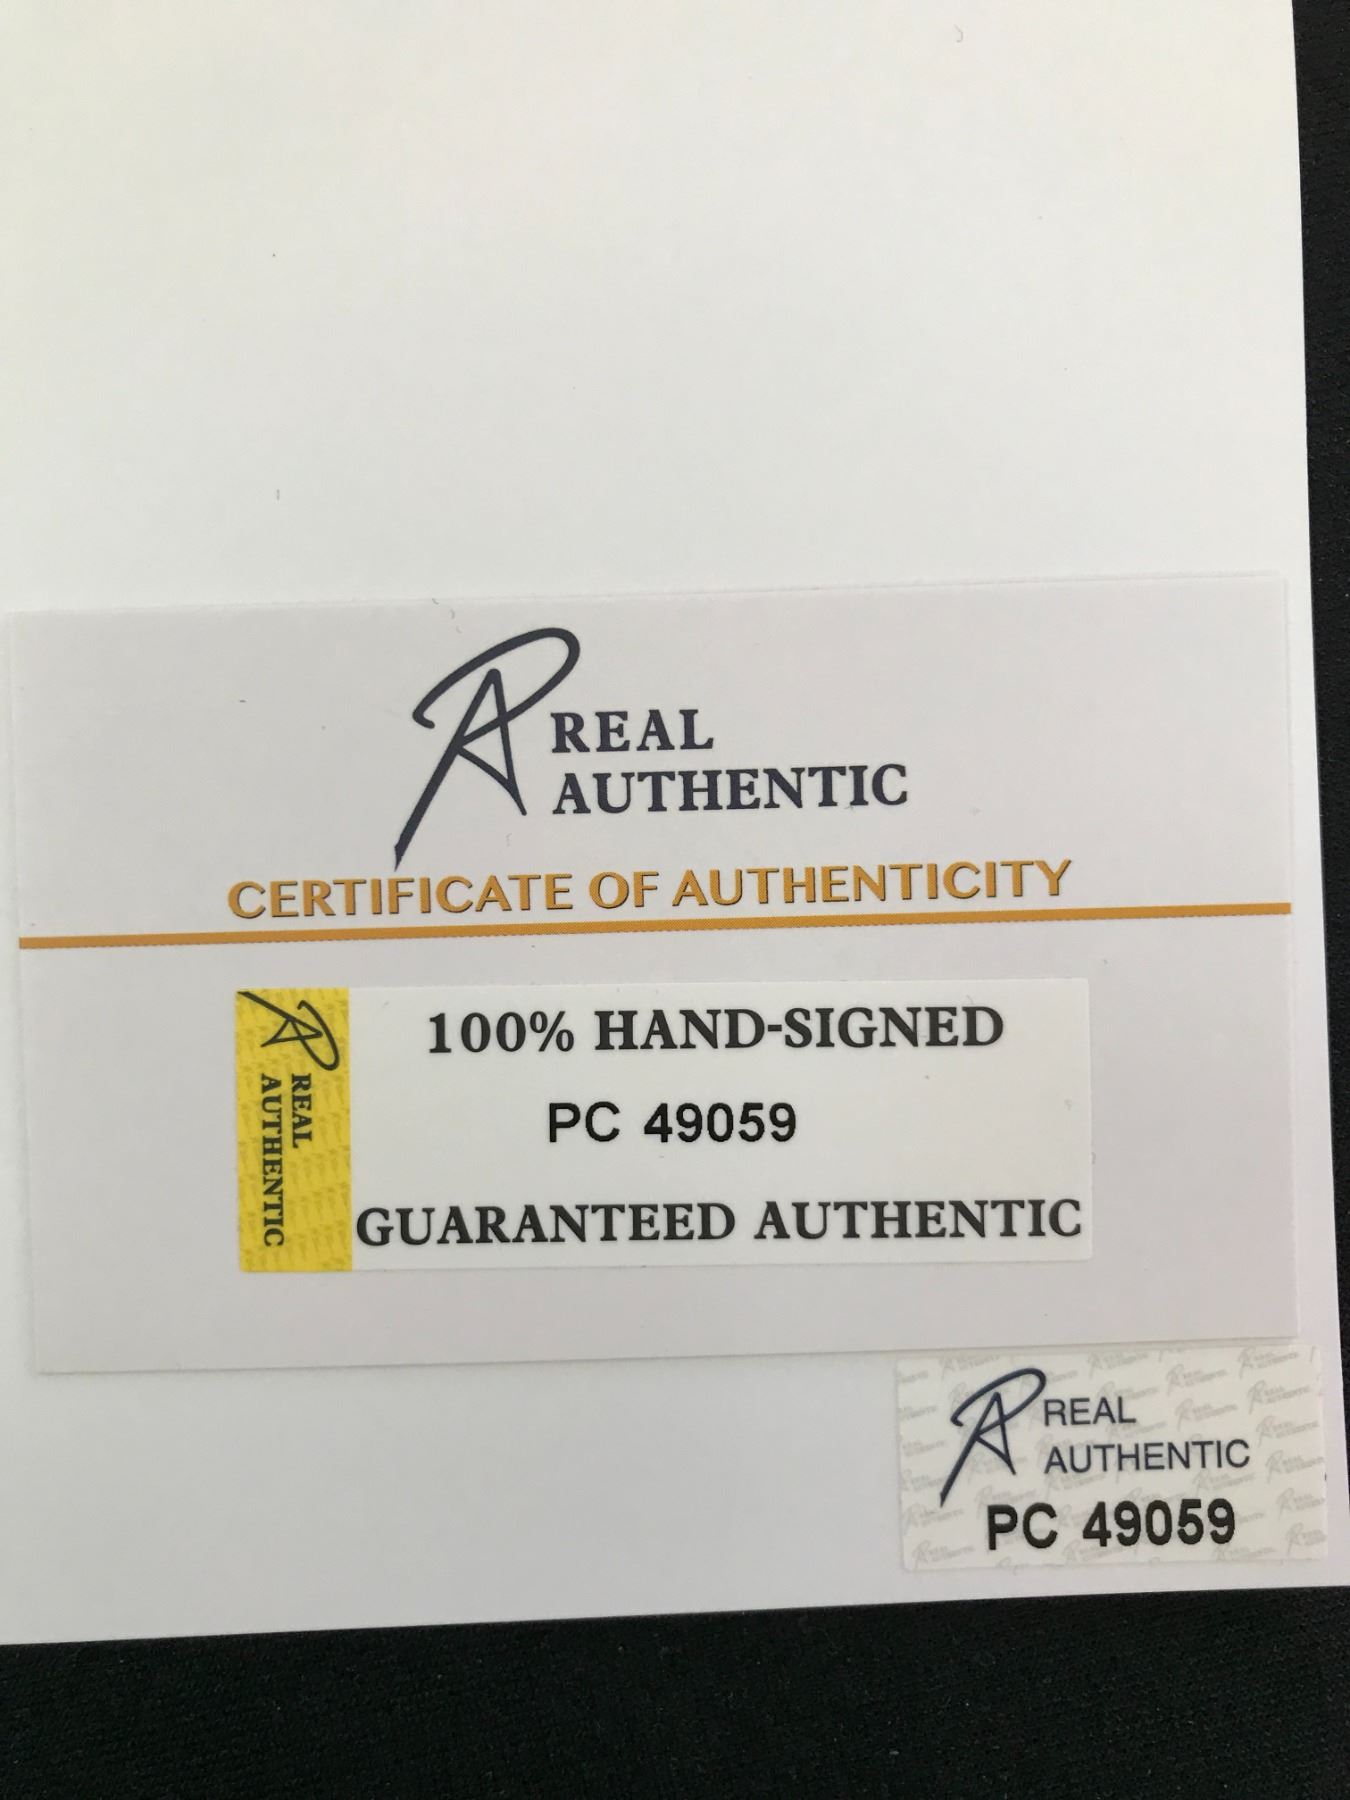 REAL
AUTHENTIC
CERTIFICATE OF AUTHENTICITY
REAL
AUTHENTIC
100% HAND-SIGNED
PC 49059
GUARANTEED AUTHENTIC
REAL
AUTHENTIC
PC 49059